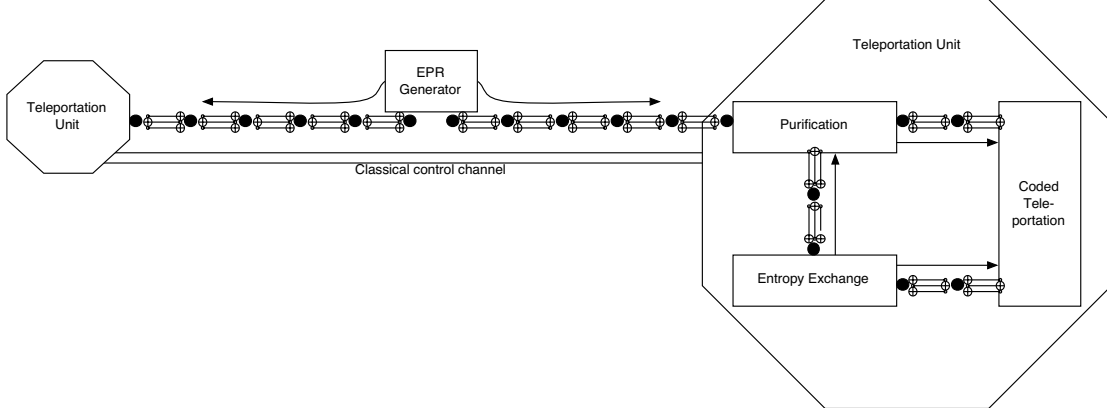 Teleportation
Unit
EPR
Generator
Classical control channel
Teleportation Unit
Purification
Coded
Tele-
portation
Entropy Exchange